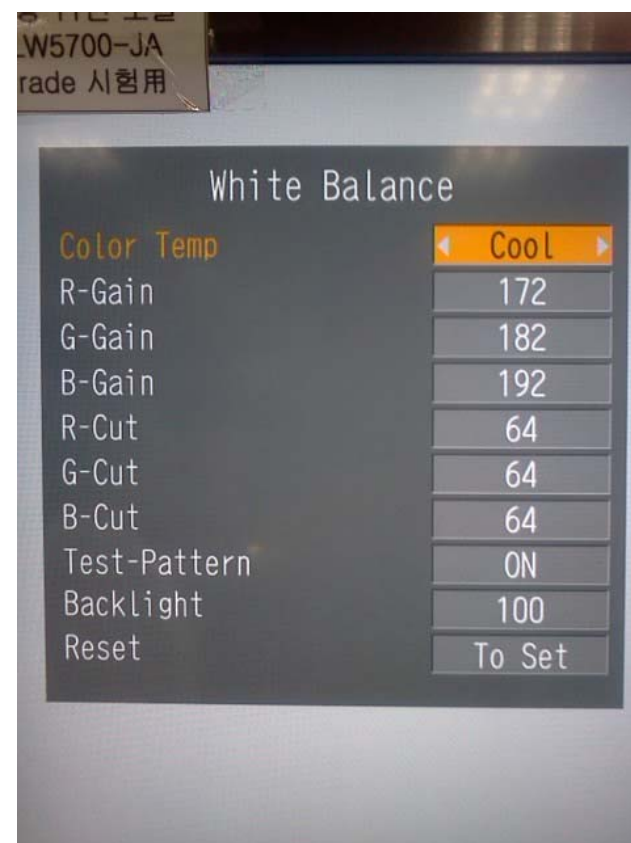 LW5700-JA
rade 시험用
White Balance
Color Temp Cool
R-Gain 172
G-Gain 182
B-Gain 192
R-Cut 64
G-Cut 64
B-Cut 64
Test-Pattern ON
Backlight 100
Reset To Set